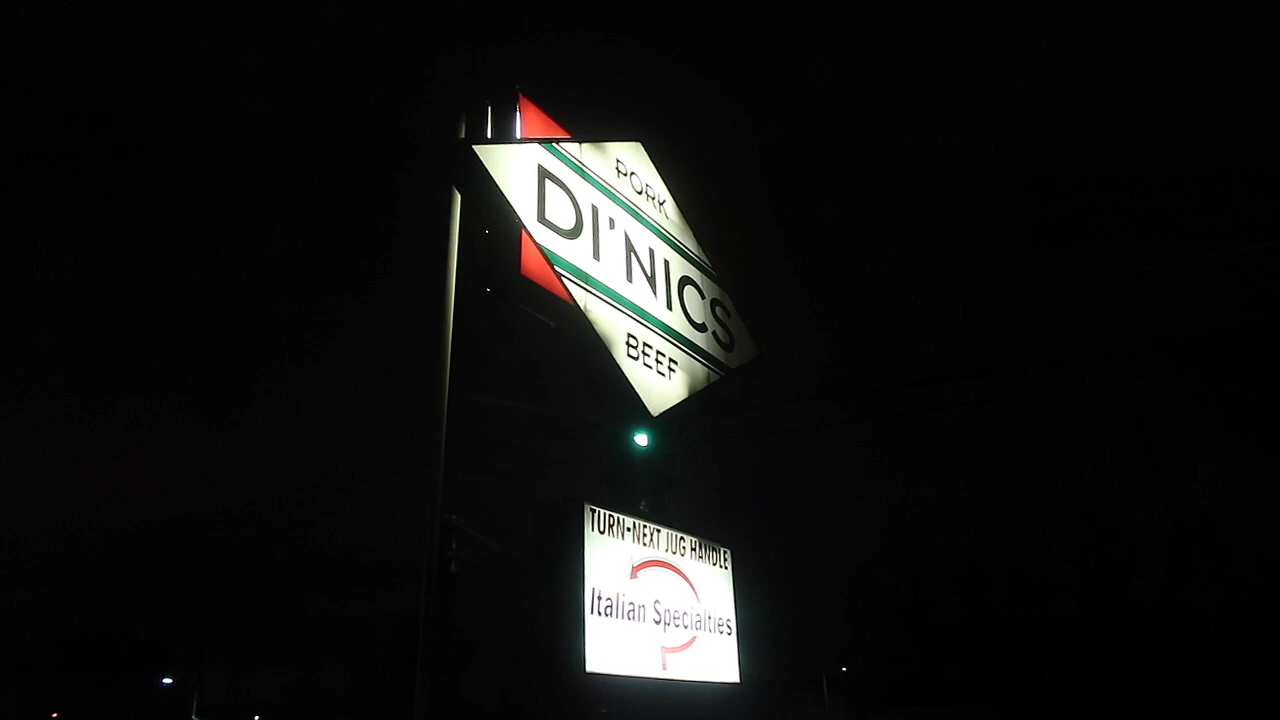 PORK
DI'NICS
BEEF
TURN-NEXT JUG HANDLE
Italian Specialties